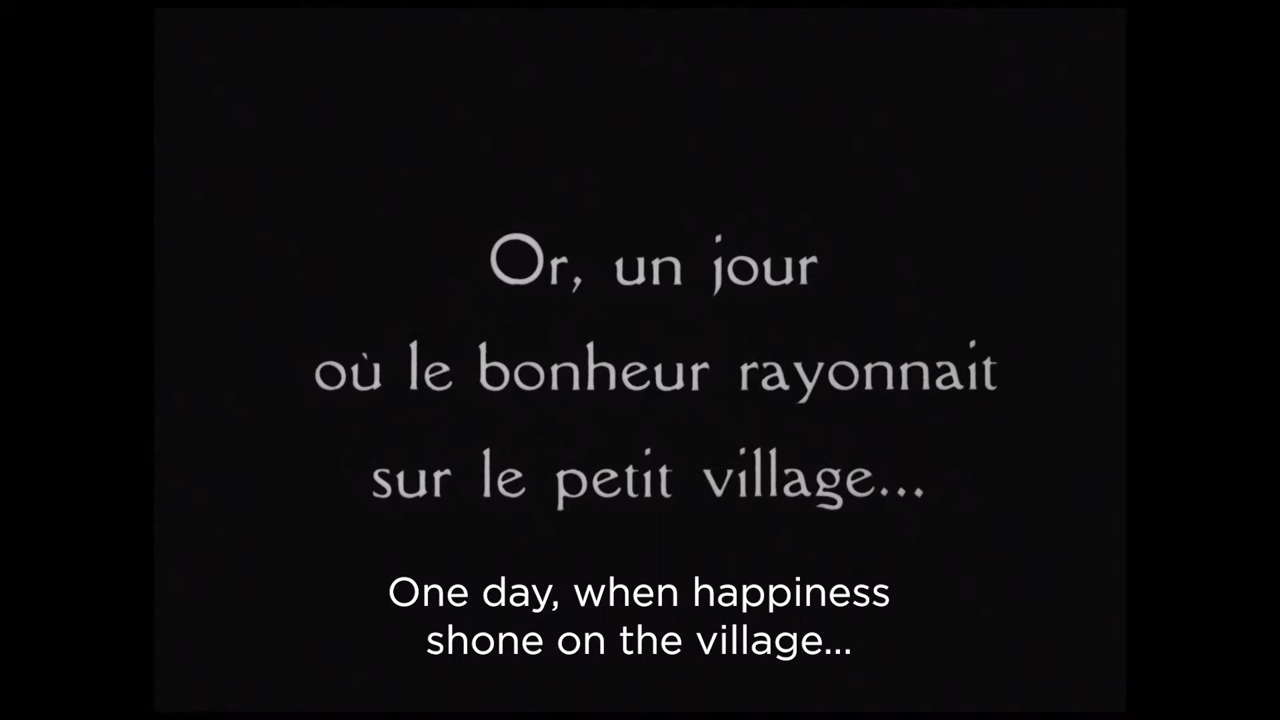 Or, un jour
où le bonheur rayonnait
sur le petit village...
One day, when happiness
shone on the village...